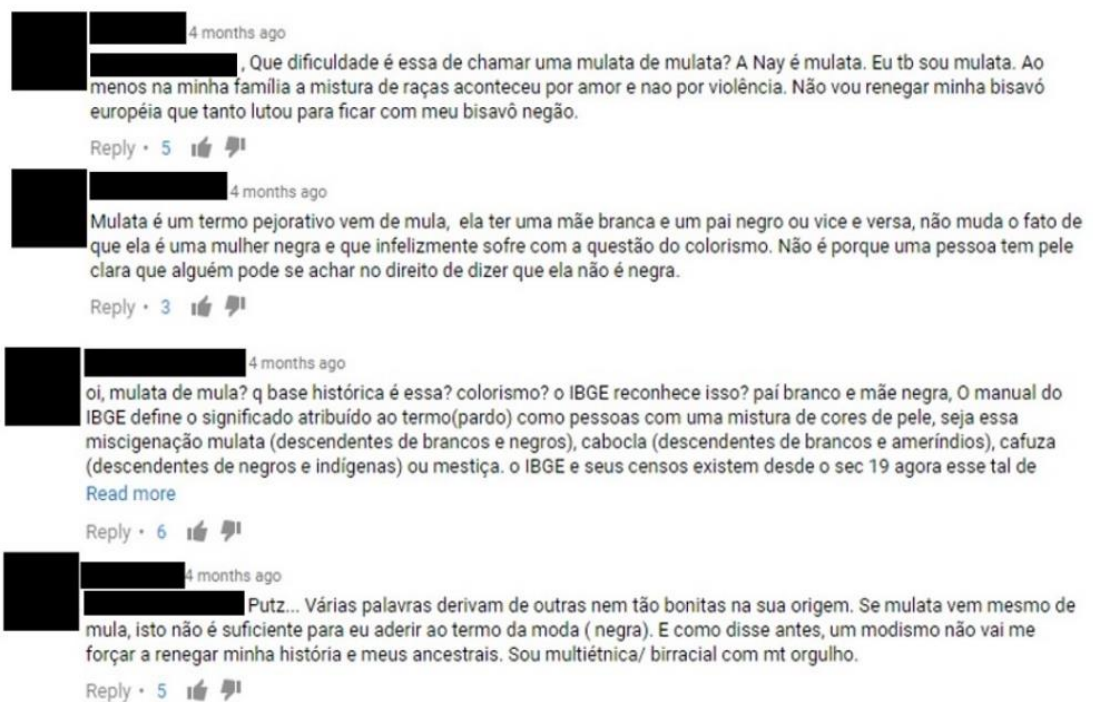 4 months ago
, Que dificuldade é essa de chamar uma mulata de mulata? A Nay é mulata. Eu tb sou mulata. Ao
menos na minha família a mistura de raças aconteceu por amor e nao por violência. Não vou renegar minha bisavó
européia que tanto lutou para ficar com meu bisavô negão.
Reply • 5
4 months ago
Mulata é um termo pejorativo vem de mula, ela ter uma mãe branca e um pai negro ou vice e versa, não muda o fato de
que ela é uma mulher negra e que infelizmente sofre com a questão do colorismo. Não é porque uma pessoa tem pele
clara que alguém pode se achar no direito de dizer que ela não é negra.
Reply • 3
4 months ago
oi, mulata de mula? q base histórica é essa? colorismo? o IBGE reconhece isso? paí branco e mãe negra, O manual do
IBGE define o significado atribuído ao termo(pardo) como pessoas com uma mistura de cores de pele, seja essa
miscigenação mulata (descendentes de brancos e negros), cabocla (descendentes de brancos e ameríndios), cafuza
(descendentes de negros e indígenas) ou mestiça. o IBGE e seus censos existem desde o sec 19 agora esse tal de
Read more
Reply • 6
4 months ago
Putz... Várias palavras derivam de outras nem tão bonitas na sua origem. Se mulata vem mesmo de
mula, isto não é suficiente para eu aderir ao termo da moda ( negra). E como disse antes, um modismo não vai me
forçar a renegar minha história e meus ancestrais. Sou multiétnica/ birracial com mt orgulho.
Reply • 5